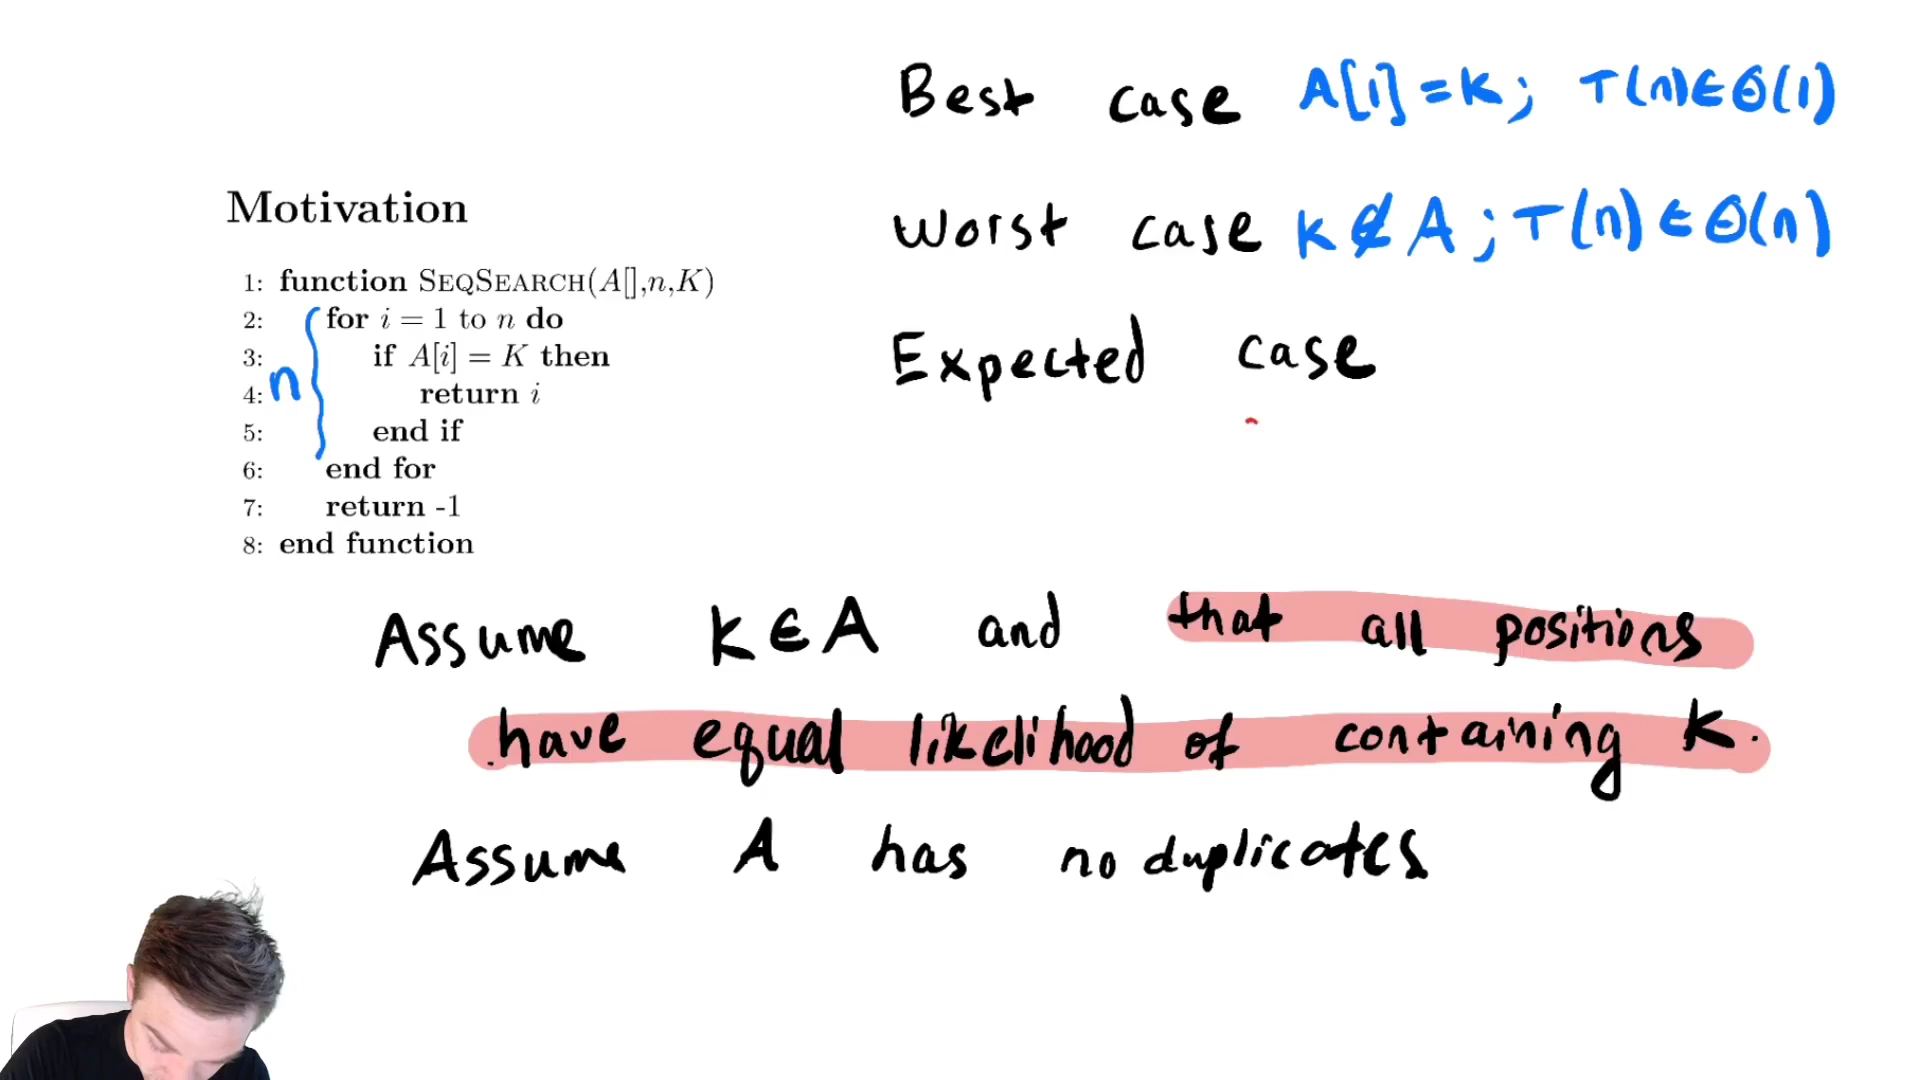 Best case A[1]=K; T(n)∈Θ(1)
Motivation
Worst case K∉A; T(n)∈Θ(n)
1: function SEQSEARCH(A[],n,K)
2: for i = 1 to n do
3: if A[i] = K then
n
4: return i
5: end if
6: end for
7: return -1
8: end function
Expected case
Assume K∈A and that all positions
have equal likelihood of containing K.
Assume A has no duplicates